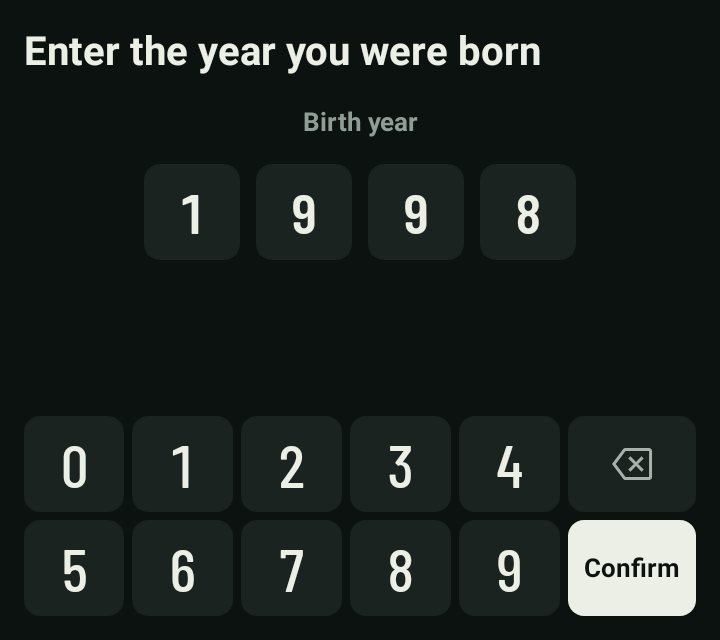 Enter the year you were born
Birth year
1 9 9 8
0 1 2 3 4
5 6 7 8 9 Confirm